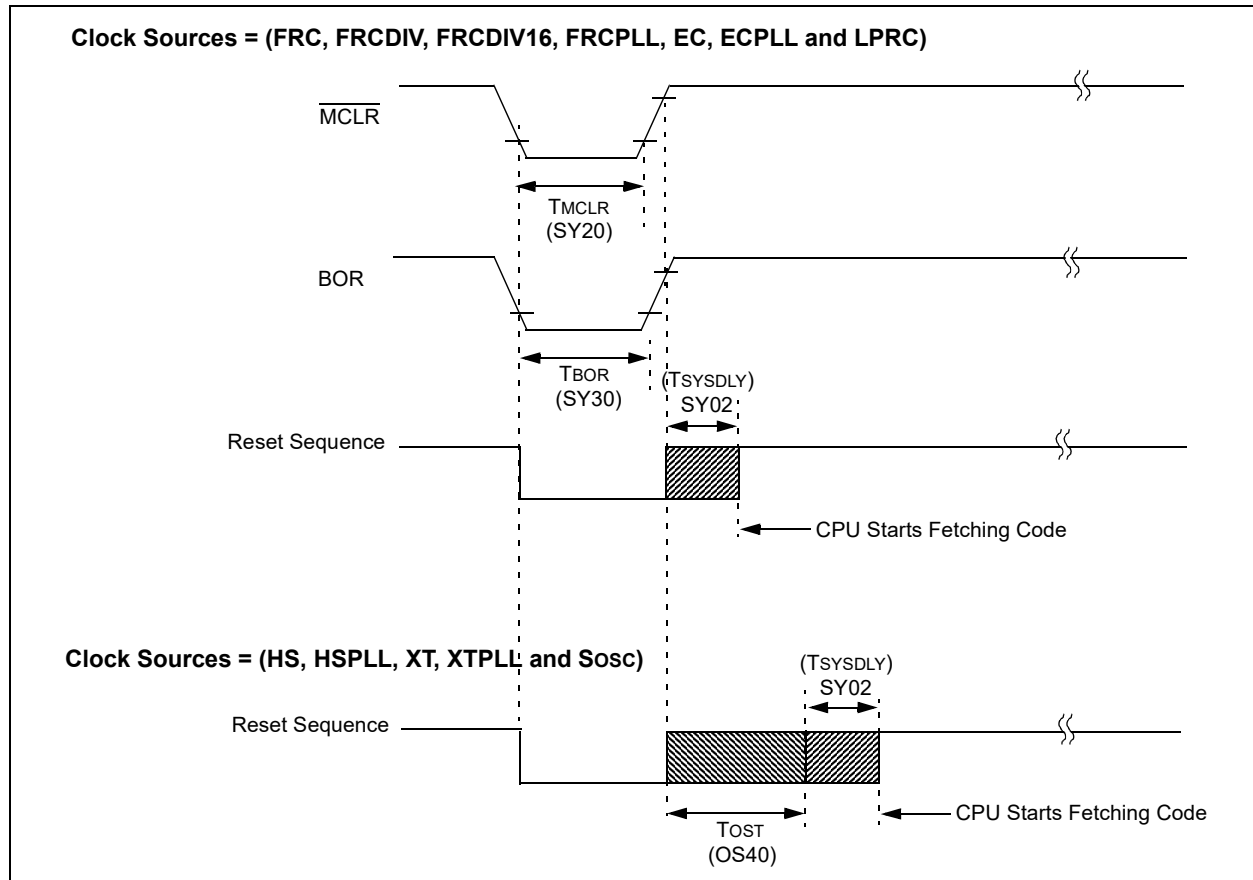 Clock Sources = (FRC, FRCDIV, FRCDIV16, FRCPLL, EC, ECPLL and LPRC)
MCLR
TMCLR
(SY20)
BOR
TBOR
(SY30)
(TSYSDLY)
SY02
Reset Sequence
CPU Starts Fetching Code
Clock Sources = (HS, HSPLL, XT, XTPLL and SOSC)
(TSYSDLY)
SY02
Reset Sequence
CPU Starts Fetching Code
TOST
(OS40)